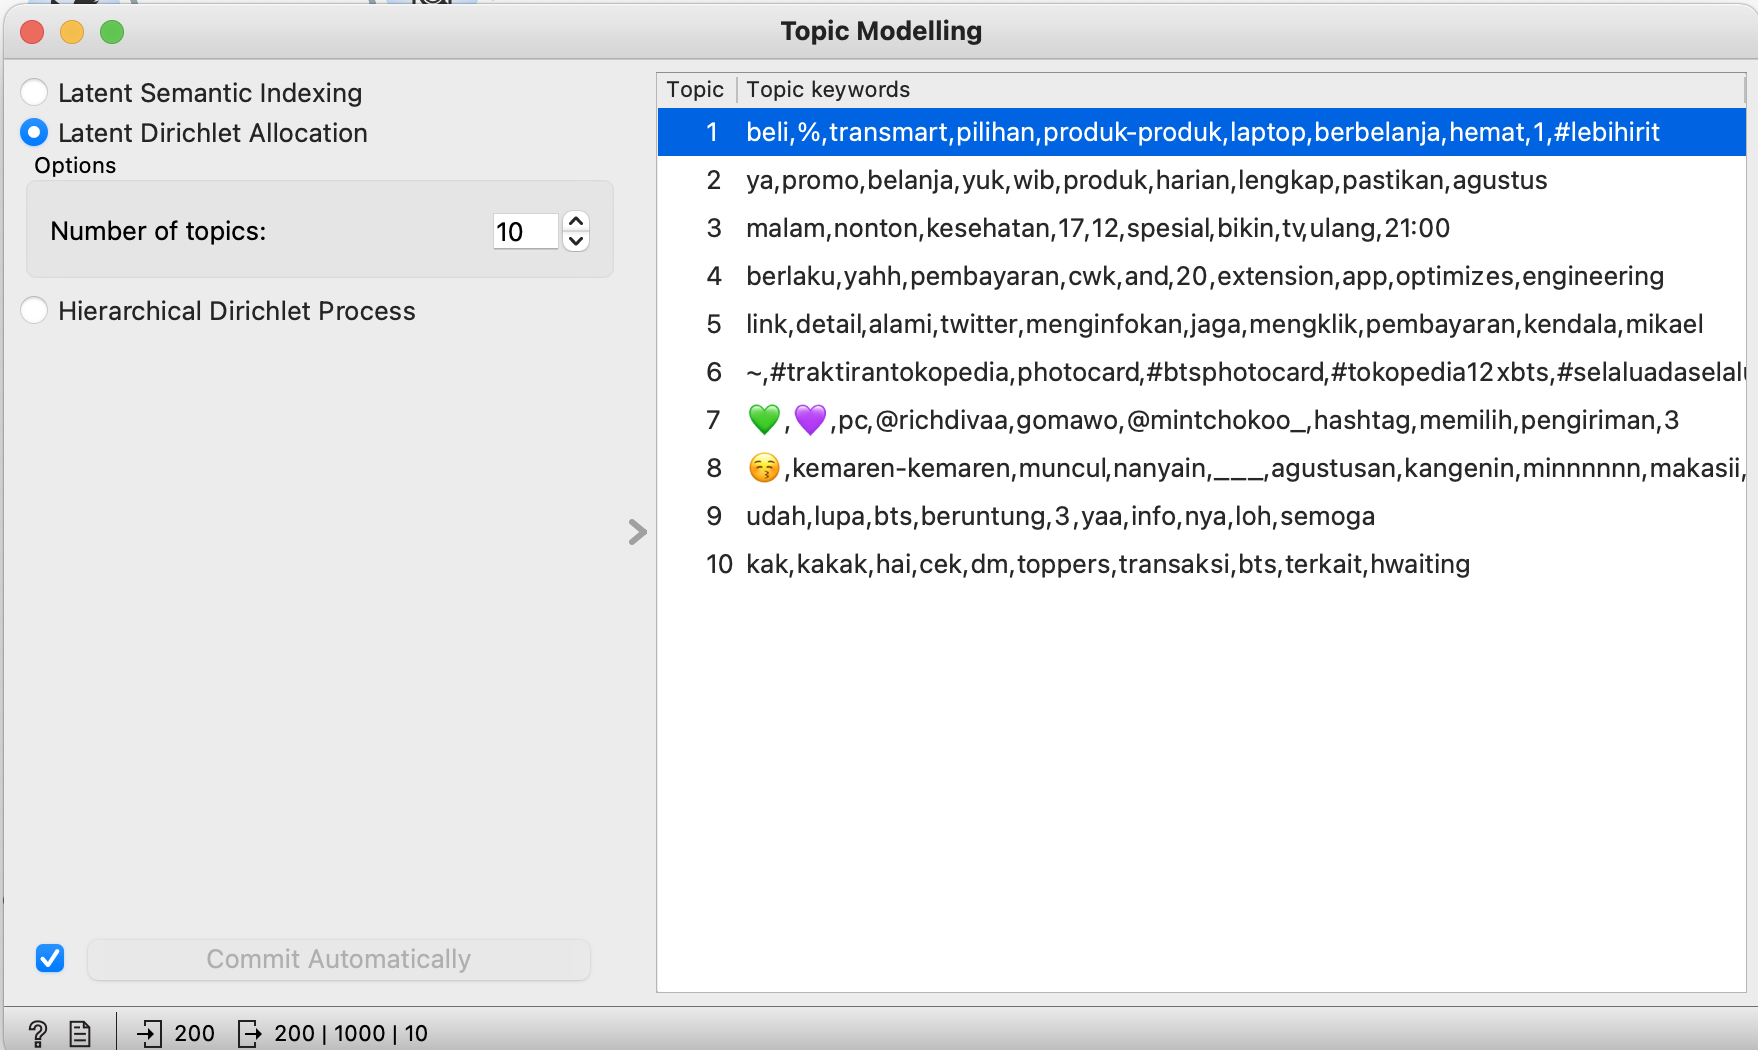 Topic Modelling
Latent Semantic Indexing
Latent Dirichlet Allocation
Options
Number of topics: 10
Hierarchical Dirichlet Process
Commit Automatically
Topic Topic keywords
1 beli,%,transmart,pilihan,produk-produk,laptop,berbelanja,hemat,1,#lebihirit
2 ya,promo,belanja,yuk,wib,produk,harian,lengkap,pastikan,agustus
3 malam,nonton,kesehatan,17,12,spesial,bikin,tv,ulang,21:00
4 berlaku,yahh,pembayaran,cwk,and,20,extension,app,optimizes,engineering
5 link,detail,alami,twitter,menginfokan,jaga,mengklik,pembayaran,kendala,mikael
6 ~,#traktirantokopedia,photocard,#btsphotocard,#tokopedia12xbts,#selaluadaselal
7 💚,💜,pc,@richdivaa,gomawo,@mintchokoo_,hashtag,memilih,pengiriman,3
8 😚,kemaren-kemaren,muncul,nanyain,___,agustusan,kangenin,minnnnnn,makasii,
9 udah,lupa,bts,beruntung,3,yaa,info,nya,loh,semoga
10 kak,kakak,hai,cek,dm,toppers,transaksi,bts,terkait,hwaiting
? 200 200 | 1000 | 10